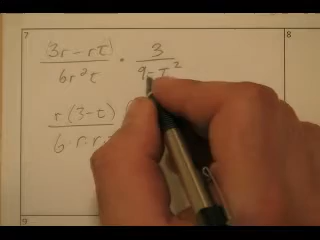 7
8
(3r - rt) / 6r²t · 3 / 9 - t²
r(3 - t) / 6 · r · r
9